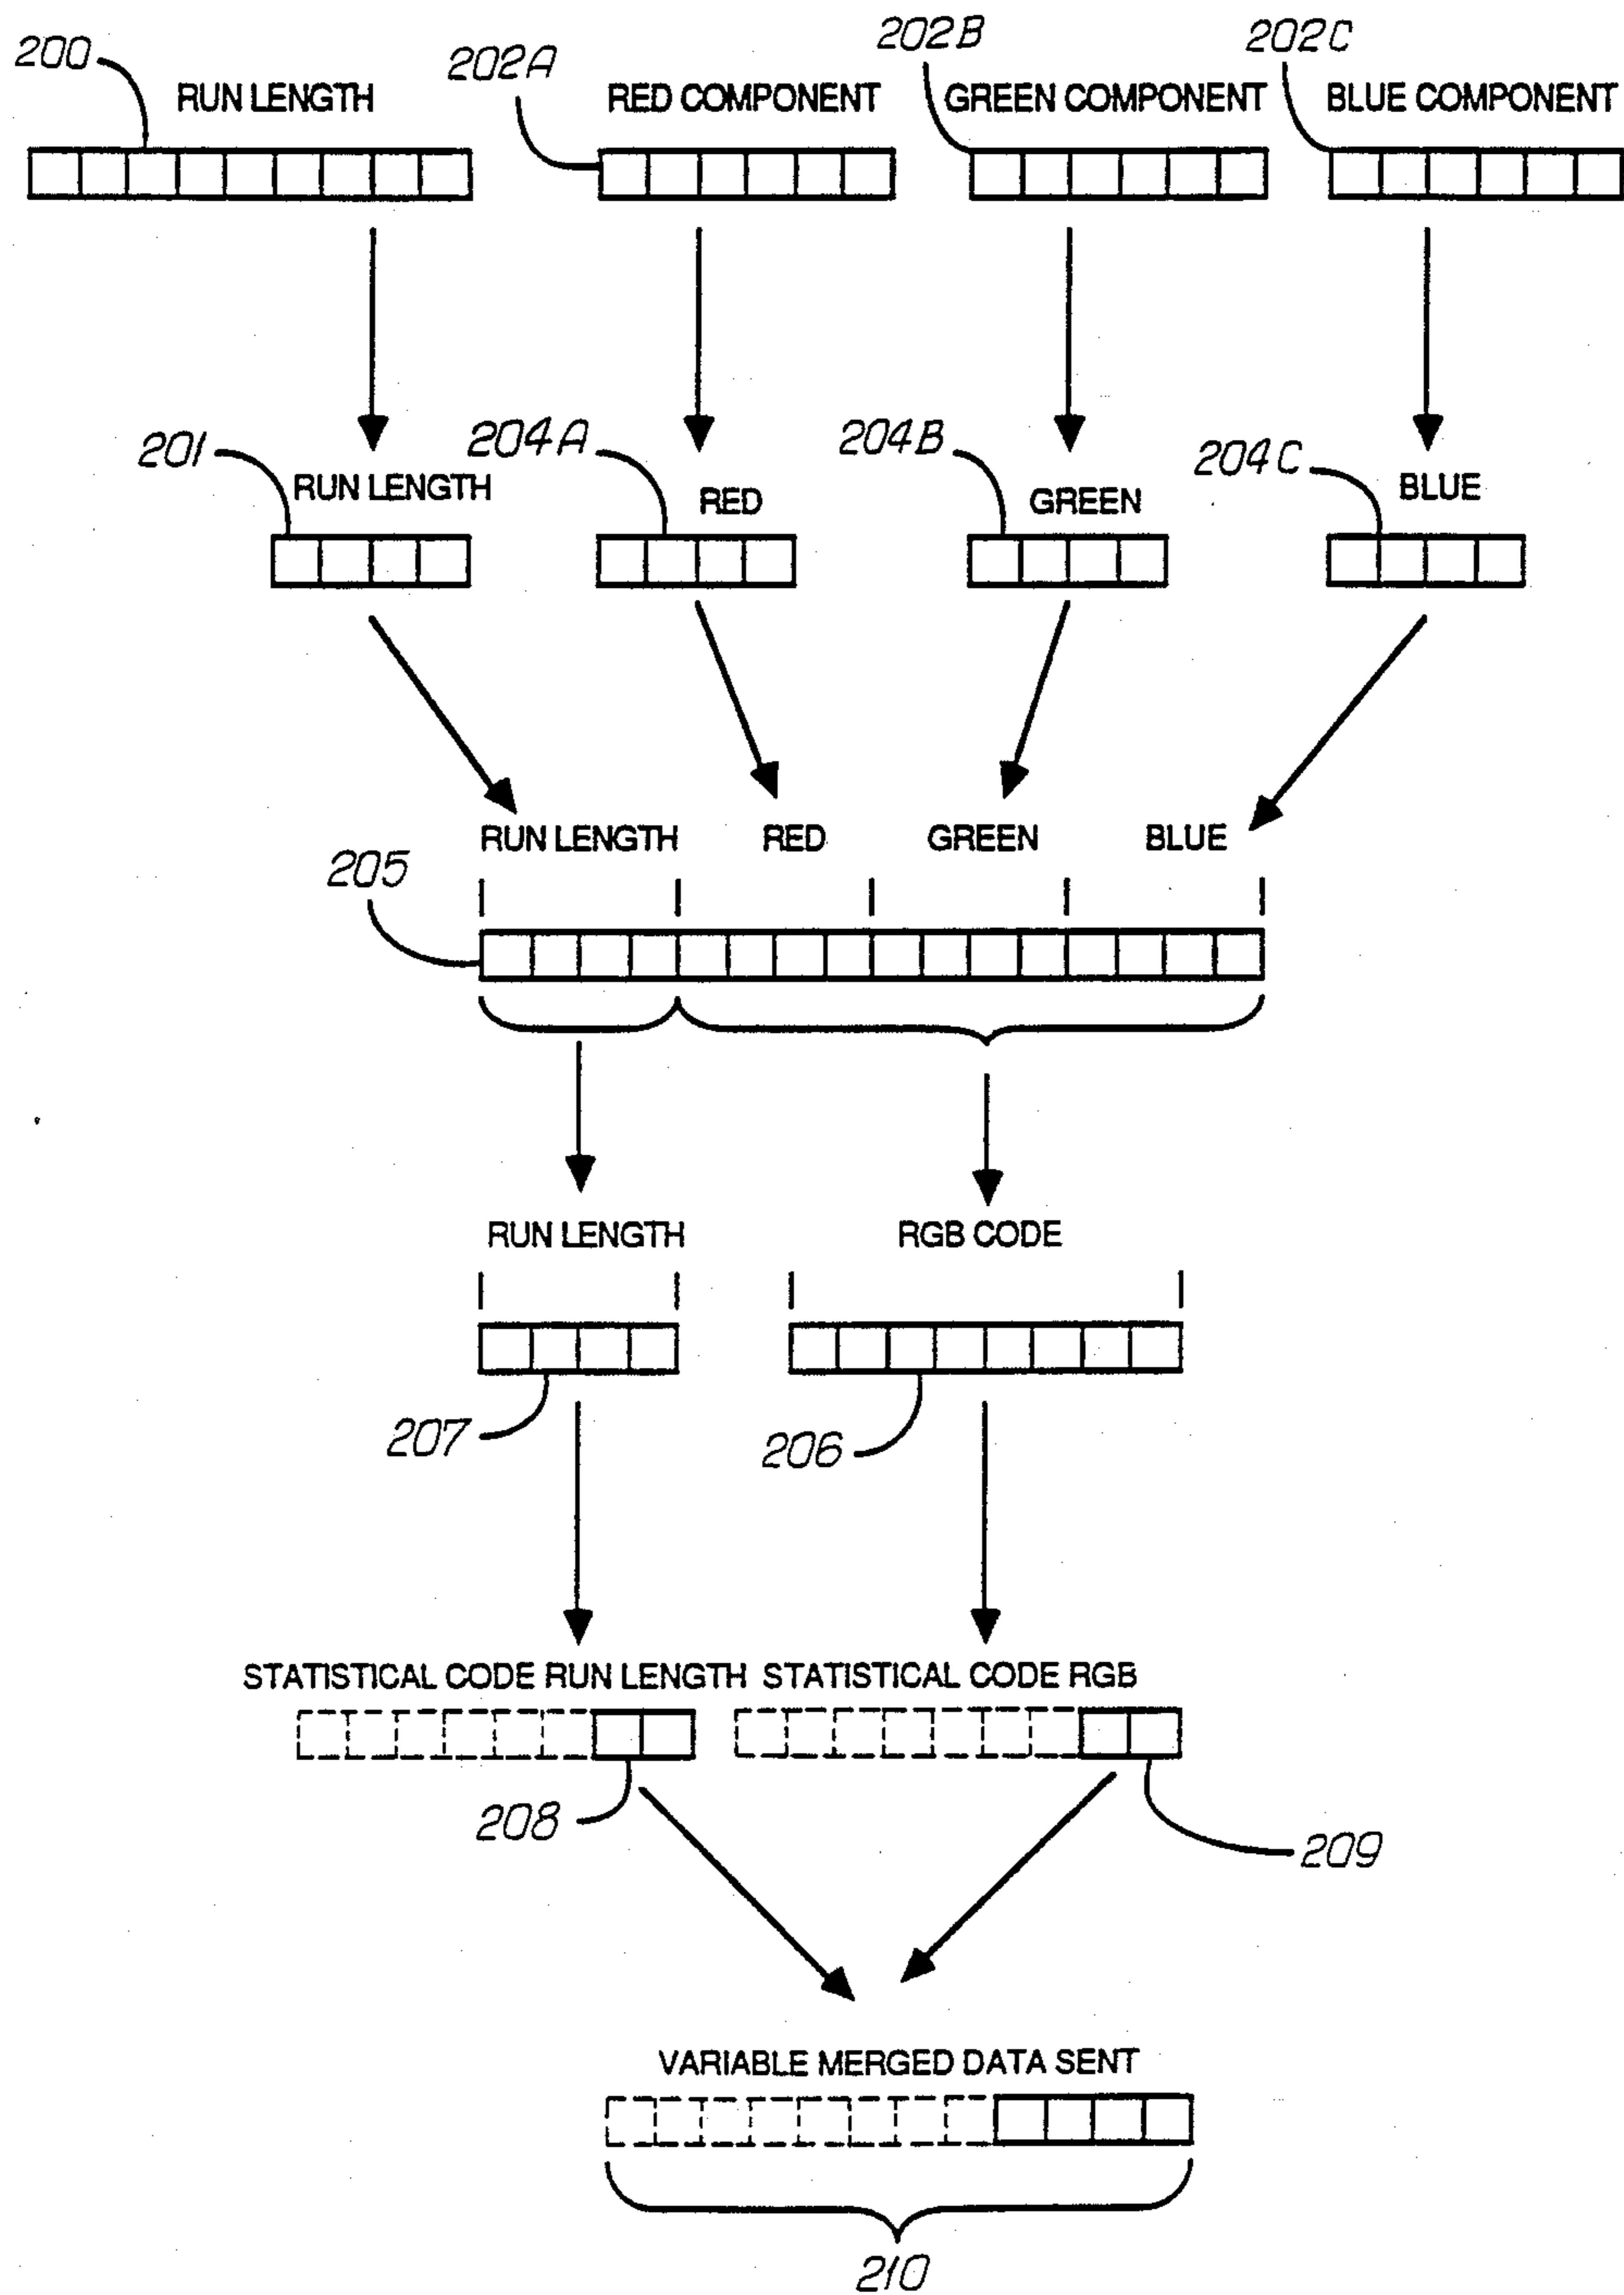 200
202A
202B
202C
RUN LENGTH
RED COMPONENT
GREEN COMPONENT
BLUE COMPONENT
201
204A
204B
204C
RUN LENGTH
RED
GREEN
BLUE
RUN LENGTH
RED
GREEN
BLUE
205
RUN LENGTH
RGB CODE
207
206
STATISTICAL CODE RUN LENGTH
STATISTICAL CODE RGB
208
209
VARIABLE MERGED DATA SENT
210